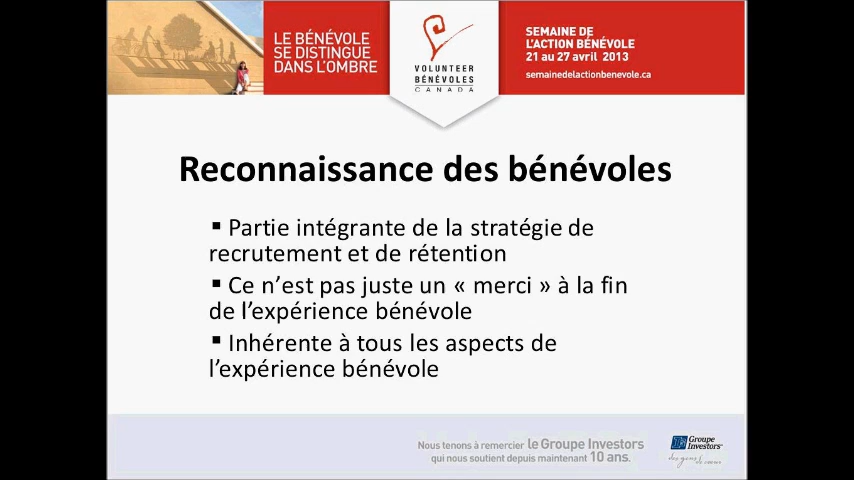 LE BÉNÉVOLE
SE DISTINGUE
DANS L'OMBRE
VOLUNTEER
BÉNÉVOLES
CANADA
SEMAINE DE
L'ACTION BÉNÉVOLE
21 au 27 avril 2013
semainedelactionbenevole.ca
Reconnaissance des bénévoles
▪ Partie intégrante de la stratégie de
recrutement et de rétention
▪ Ce n’est pas juste un « merci » à la fin
de l’expérience bénévole
▪ Inhérente à tous les aspects de
l’expérience bénévole
Nous tenons à remercier le Groupe Investors
qui nous soutient depuis maintenant 10 ans.
Groupe
Investors